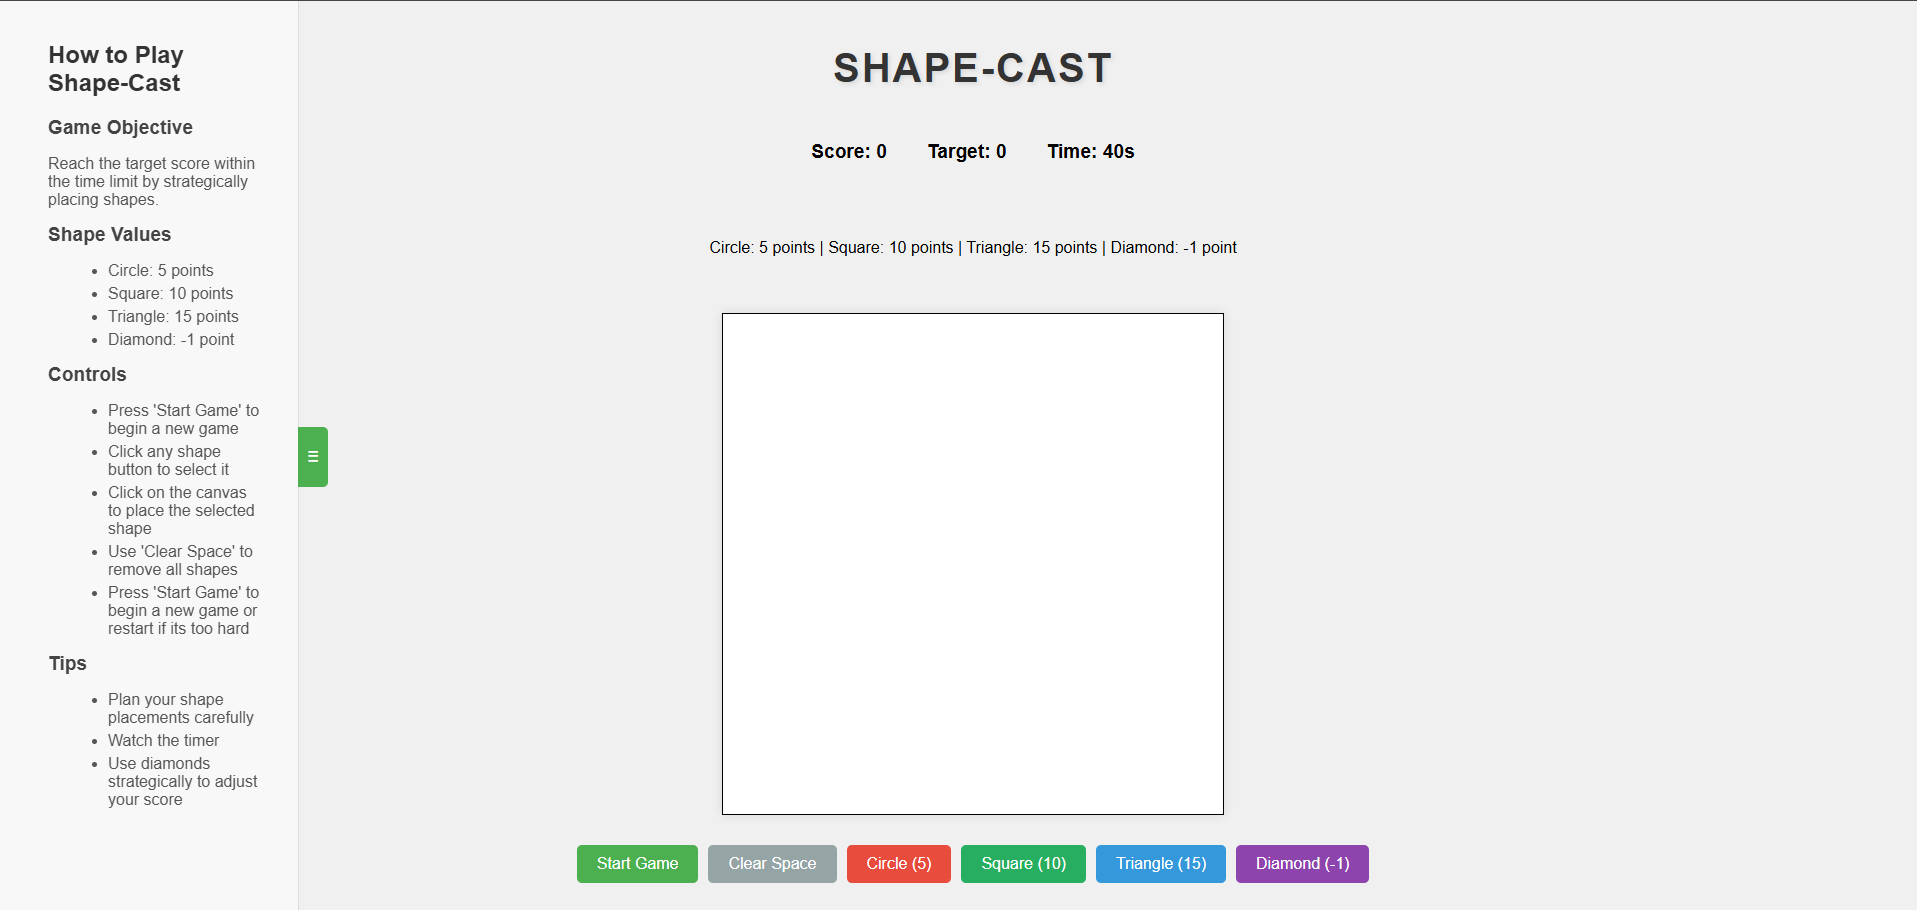 How to Play
Shape-Cast
Game Objective
Reach the target score within
the time limit by strategically
placing shapes.
Shape Values
• Circle: 5 points
• Square: 10 points
• Triangle: 15 points
• Diamond: -1 point
Controls
• Press 'Start Game' to
begin a new game
• Click any shape
button to select it
• Click on the canvas
to place the selected
shape
• Use 'Clear Space' to
remove all shapes
• Press 'Start Game' to
begin a new game or
restart if its too hard
Tips
• Plan your shape
placements carefully
• Watch the timer
• Use diamonds
strategically to adjust
your score
☰
SHAPE-CAST
Score: 0 Target: 0 Time: 40s
Circle: 5 points | Square: 10 points | Triangle: 15 points | Diamond: -1 point
Start Game Clear Space Circle (5) Square (10) Triangle (15) Diamond (-1)